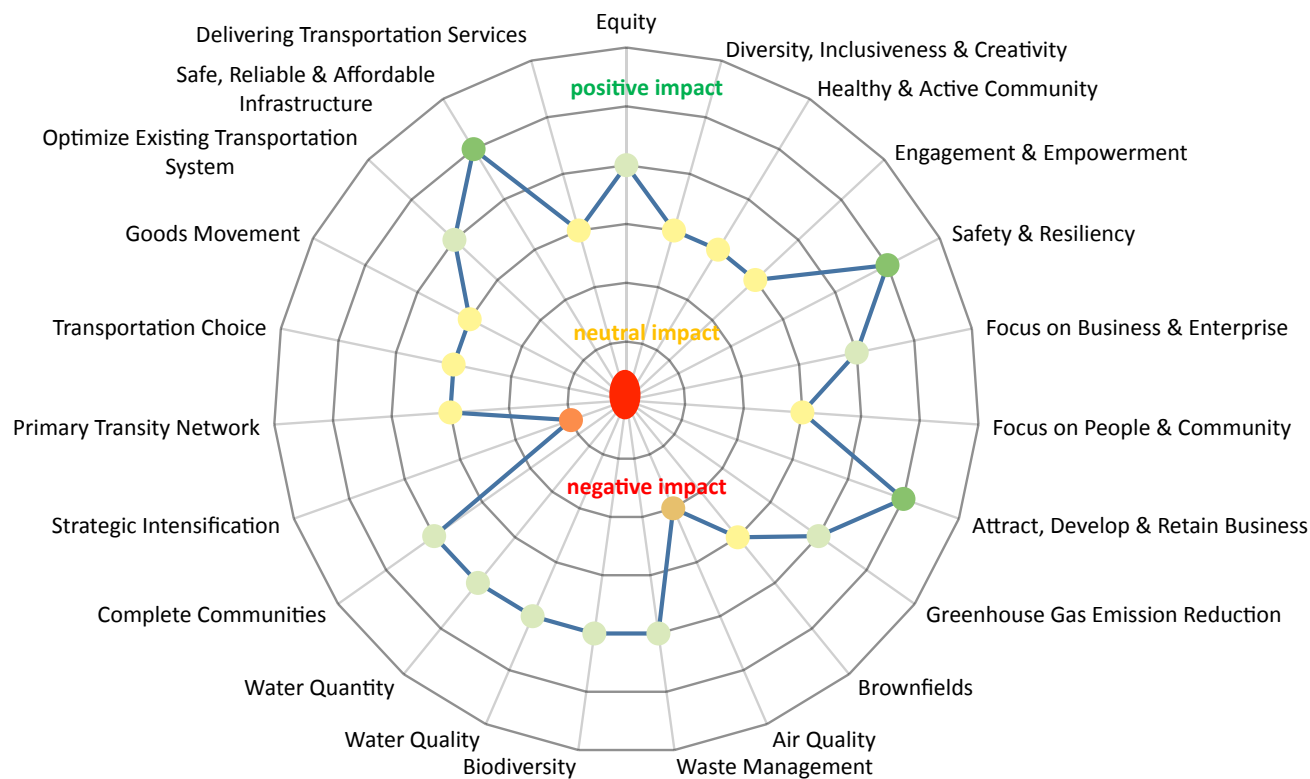 Equity
Diversity, Inclusiveness & Creativity
Healthy & Active Community
Engagement & Empowerment
Safety & Resiliency
Focus on Business & Enterprise
Focus on People & Community
Attract, Develop & Retain Business
Greenhouse Gas Emission Reduction
Brownfields
Air Quality
Waste Management
Biodiversity
Water Quality
Water Quantity
Complete Communities
Strategic Intensification
Primary Transity Network
Transportation Choice
Goods Movement
Optimize Existing Transportation
System
Safe, Reliable & Affordable
Infrastructure
Delivering Transportation Services
positive impact
neutral impact
negative impact